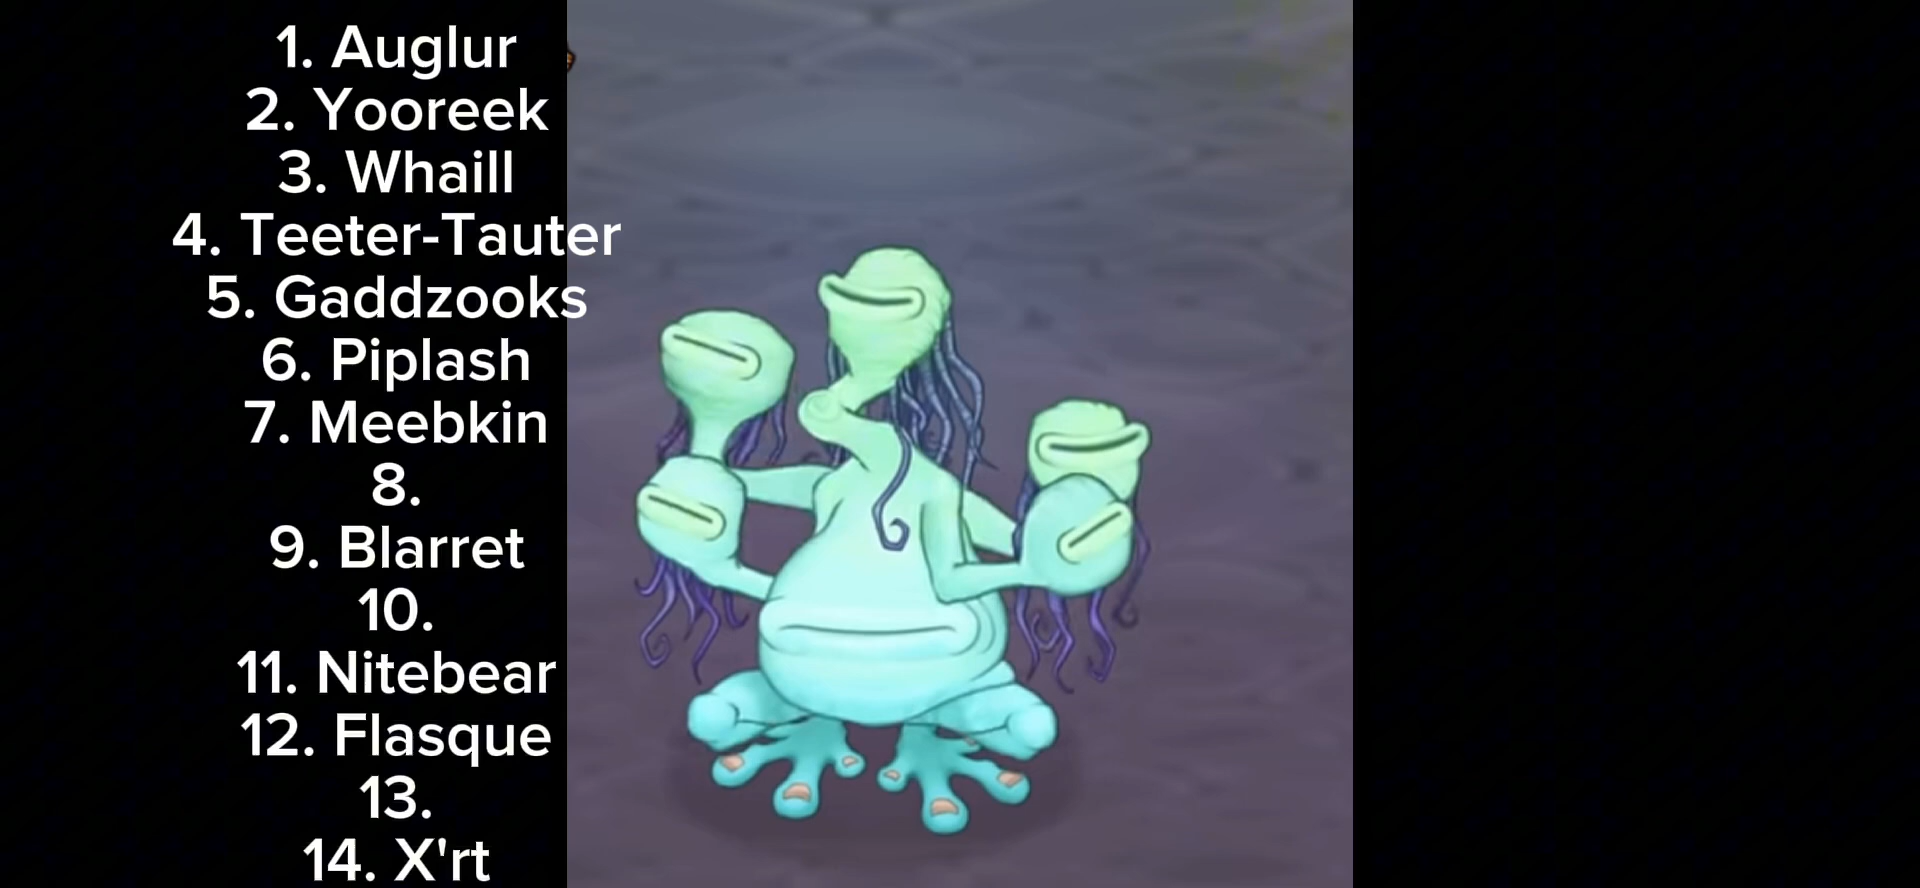 1. Auglur
2. Yooreek
3. Whaill
4. Teeter-Tauter
5. Gaddzooks
6. Piplash
7. Meebkin
8.
9. Blarret
10.
11. Nitebear
12. Flasque
13.
14. X'rt